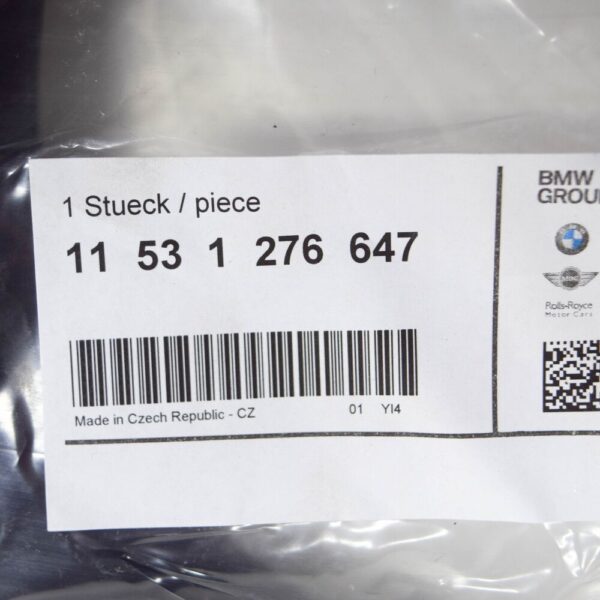 1 Stueck / piece
11 53 1 276 647
Made in Czech Republic - CZ 01 YI4
BMW
GROUP
Rolls-Royce
Motor Cars